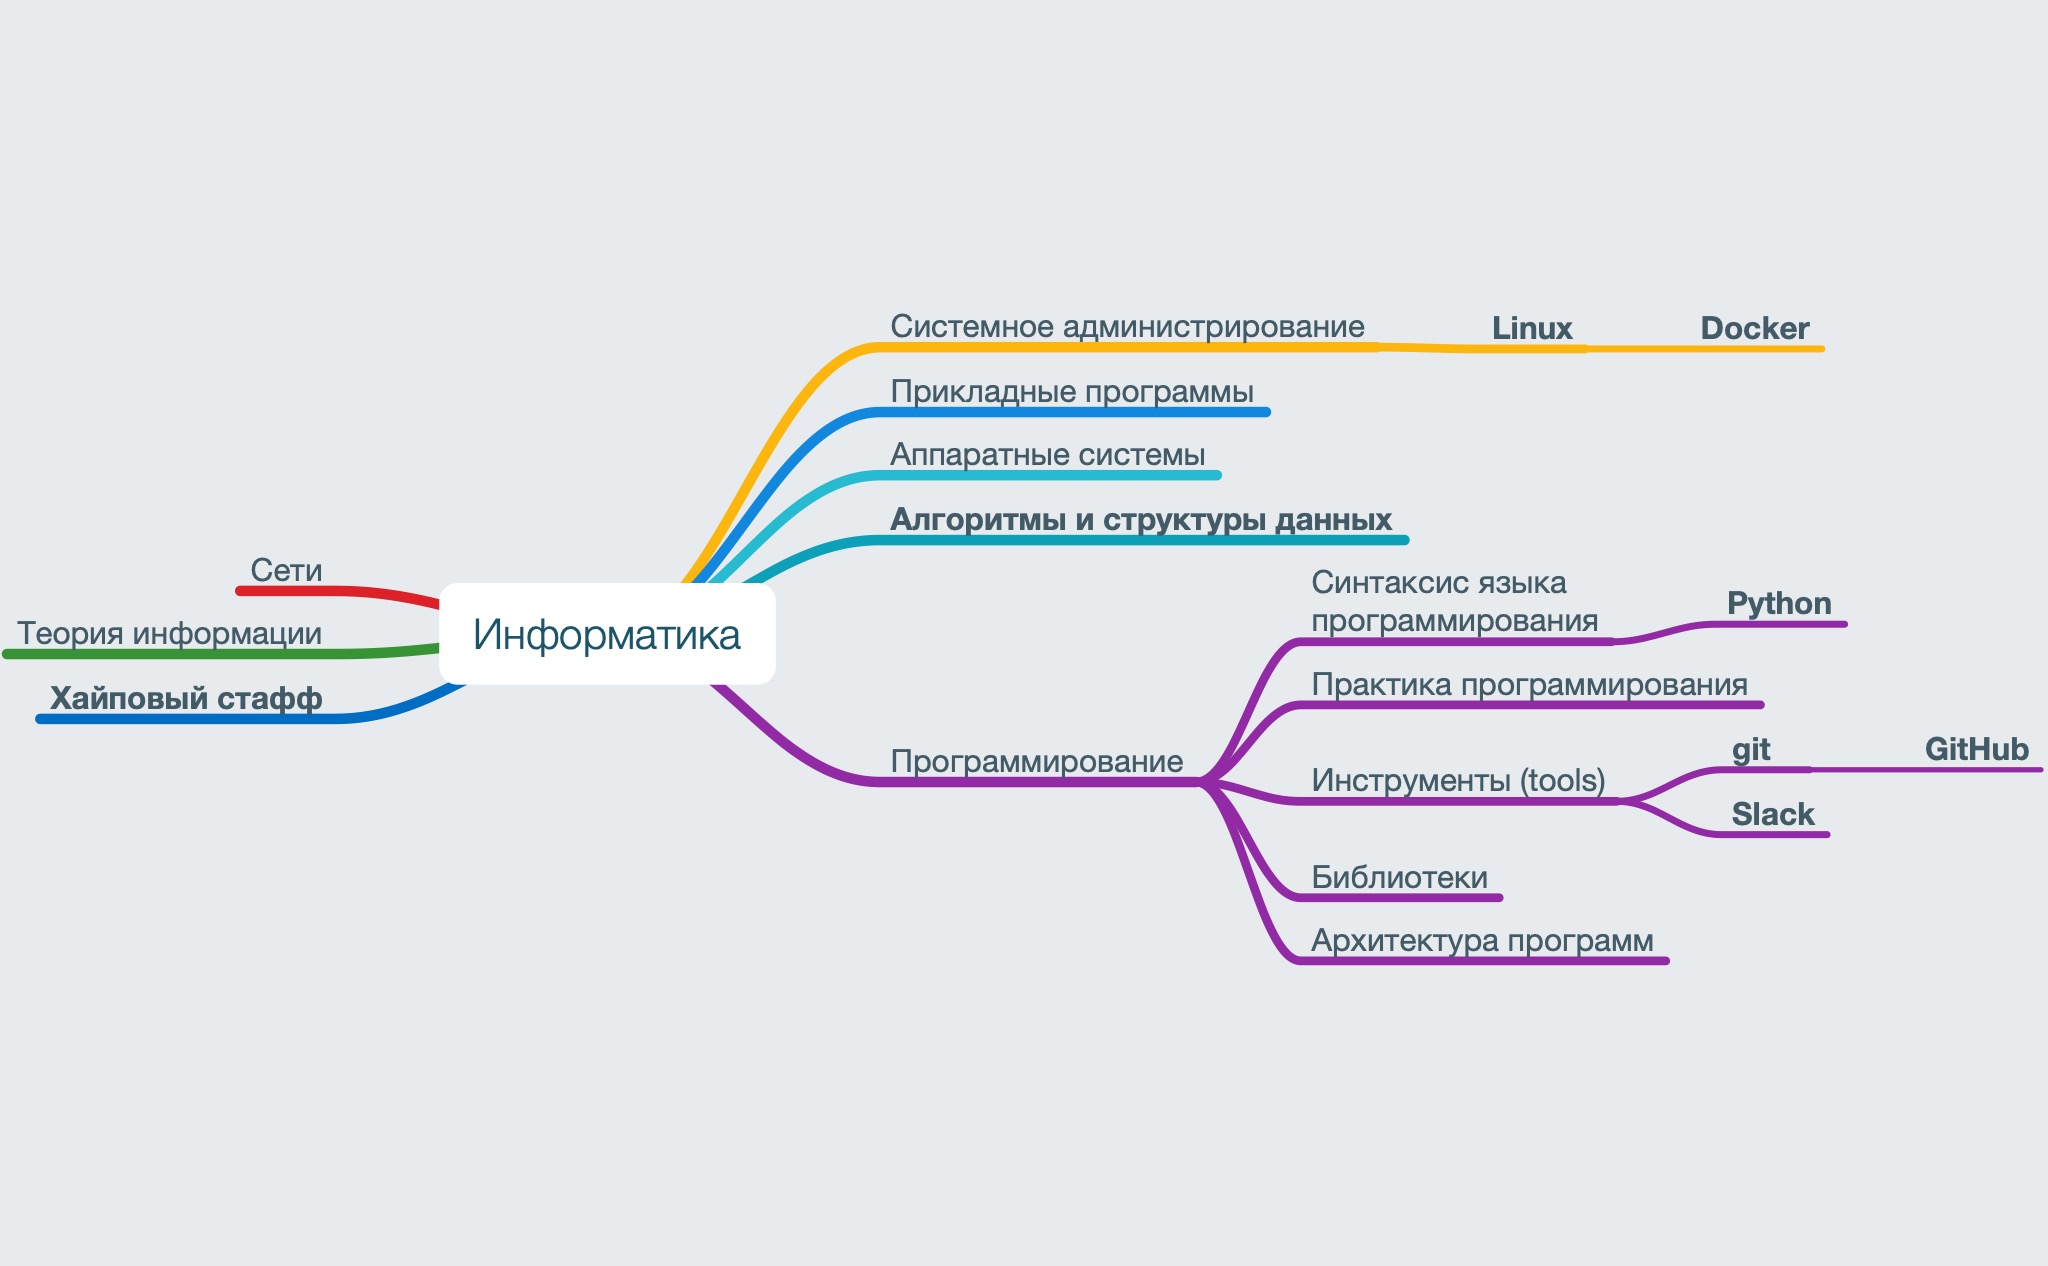 Системное администрирование
Linux
Docker
Прикладные программы
Аппаратные системы
Алгоритмы и структуры данных
Сети
Теория информации
Хайповый стафф
Информатика
Программирование
Синтаксис языка
программирования
Python
Практика программирования
Инструменты (tools)
git
GitHub
Slack
Библиотеки
Архитектура программ